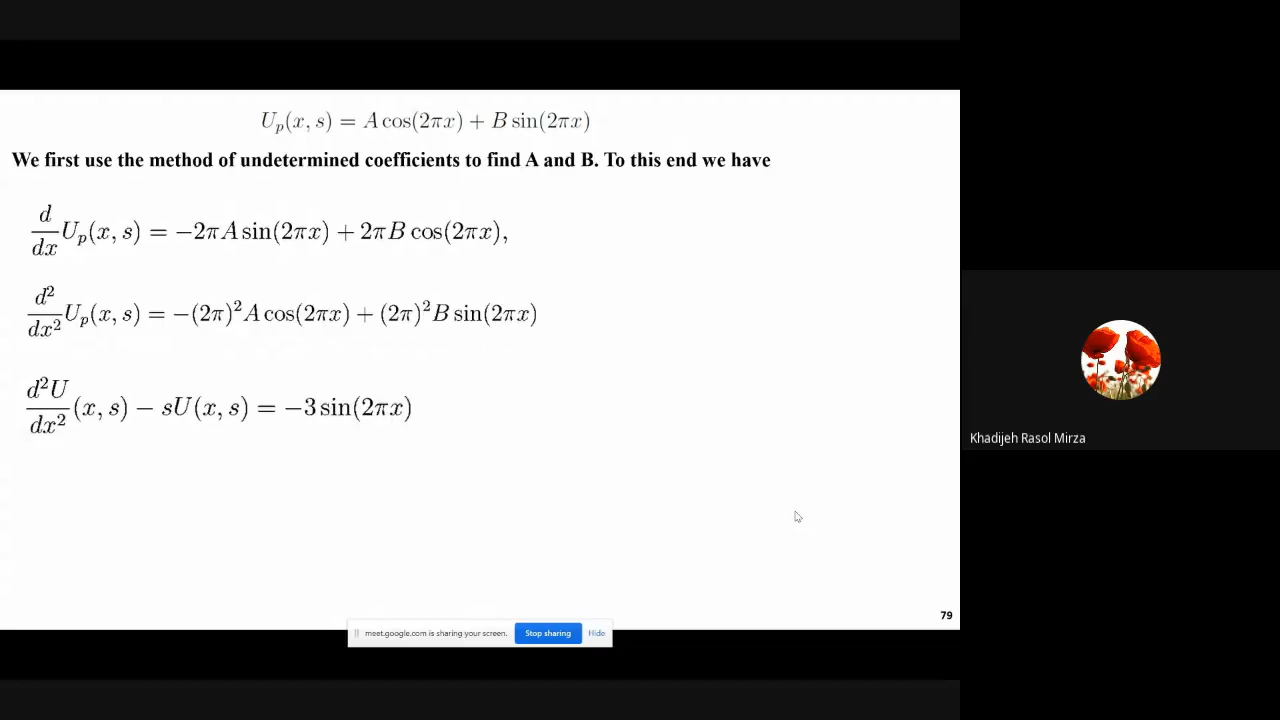 U_p(x, s) = A cos(2πx) + B sin(2πx)
We first use the method of undetermined coefficients to find A and B. To this end we have
d/dx U_p(x, s) = −2πA sin(2πx) + 2πB cos(2πx),
d²/dx² U_p(x, s) = −(2π)²A cos(2πx) + (2π)²B sin(2πx)
d²U/dx² (x, s) − sU(x, s) = −3 sin(2πx)
Khadijeh Rasol Mirza
79
meet.google.com is sharing your screen. Stop sharing Hide